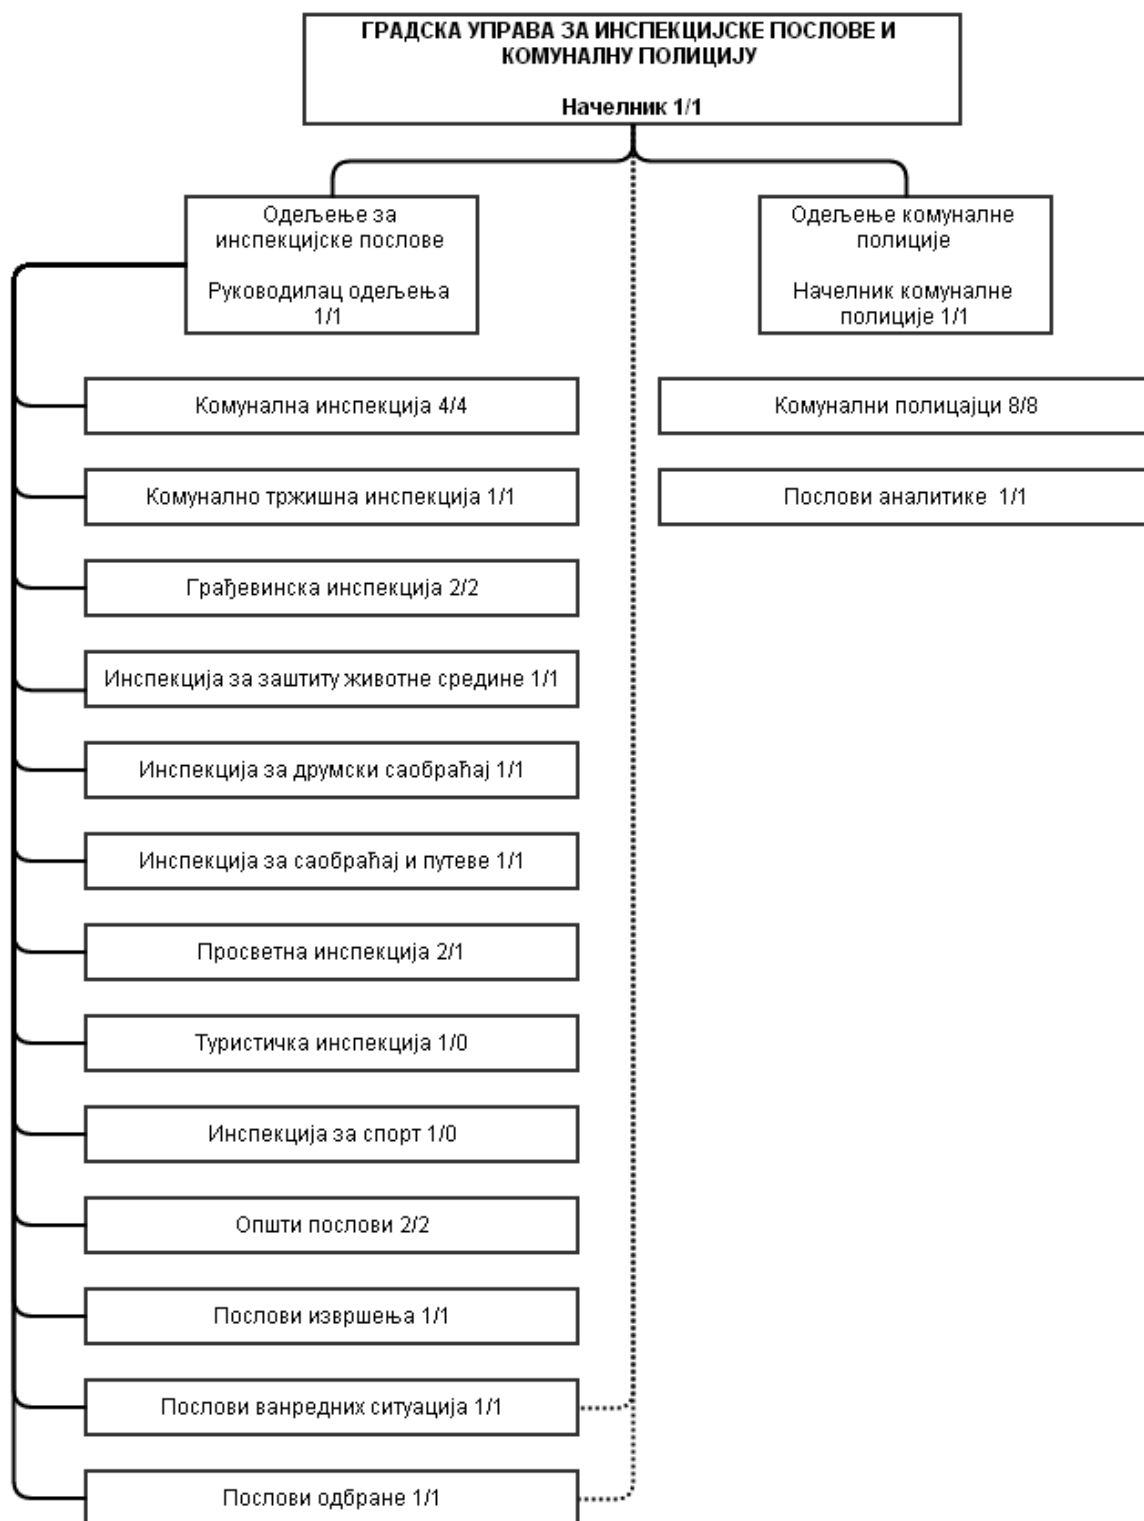 ГРАДСКА УПРАВА ЗА ИНСПЕКЦИЈСКЕ ПОСЛОВЕ И
КОМУНАЛНУ ПОЛИЦИЈУ
Начелник 1/1
Одељење за
инспекцијске послове
Руководилац одељења
1/1
Одељење комуналне
полиције
Начелник комуналне
полиције 1/1
Комунална инспекција 4/4
Комунално тржишна инспекција 1/1
Грађевинска инспекција 2/2
Инспекција за заштиту животне средине 1/1
Инспекција за друмски саобраћај 1/1
Инспекција за саобраћај и путеве 1/1
Просветна инспекција 2/1
Туристичка инспекција 1/0
Инспекција за спорт 1/0
Општи послови 2/2
Послови извршења 1/1
Послови ванредних ситуација 1/1
Послови одбране 1/1
Комунални полицајци 8/8
Послови аналитике 1/1